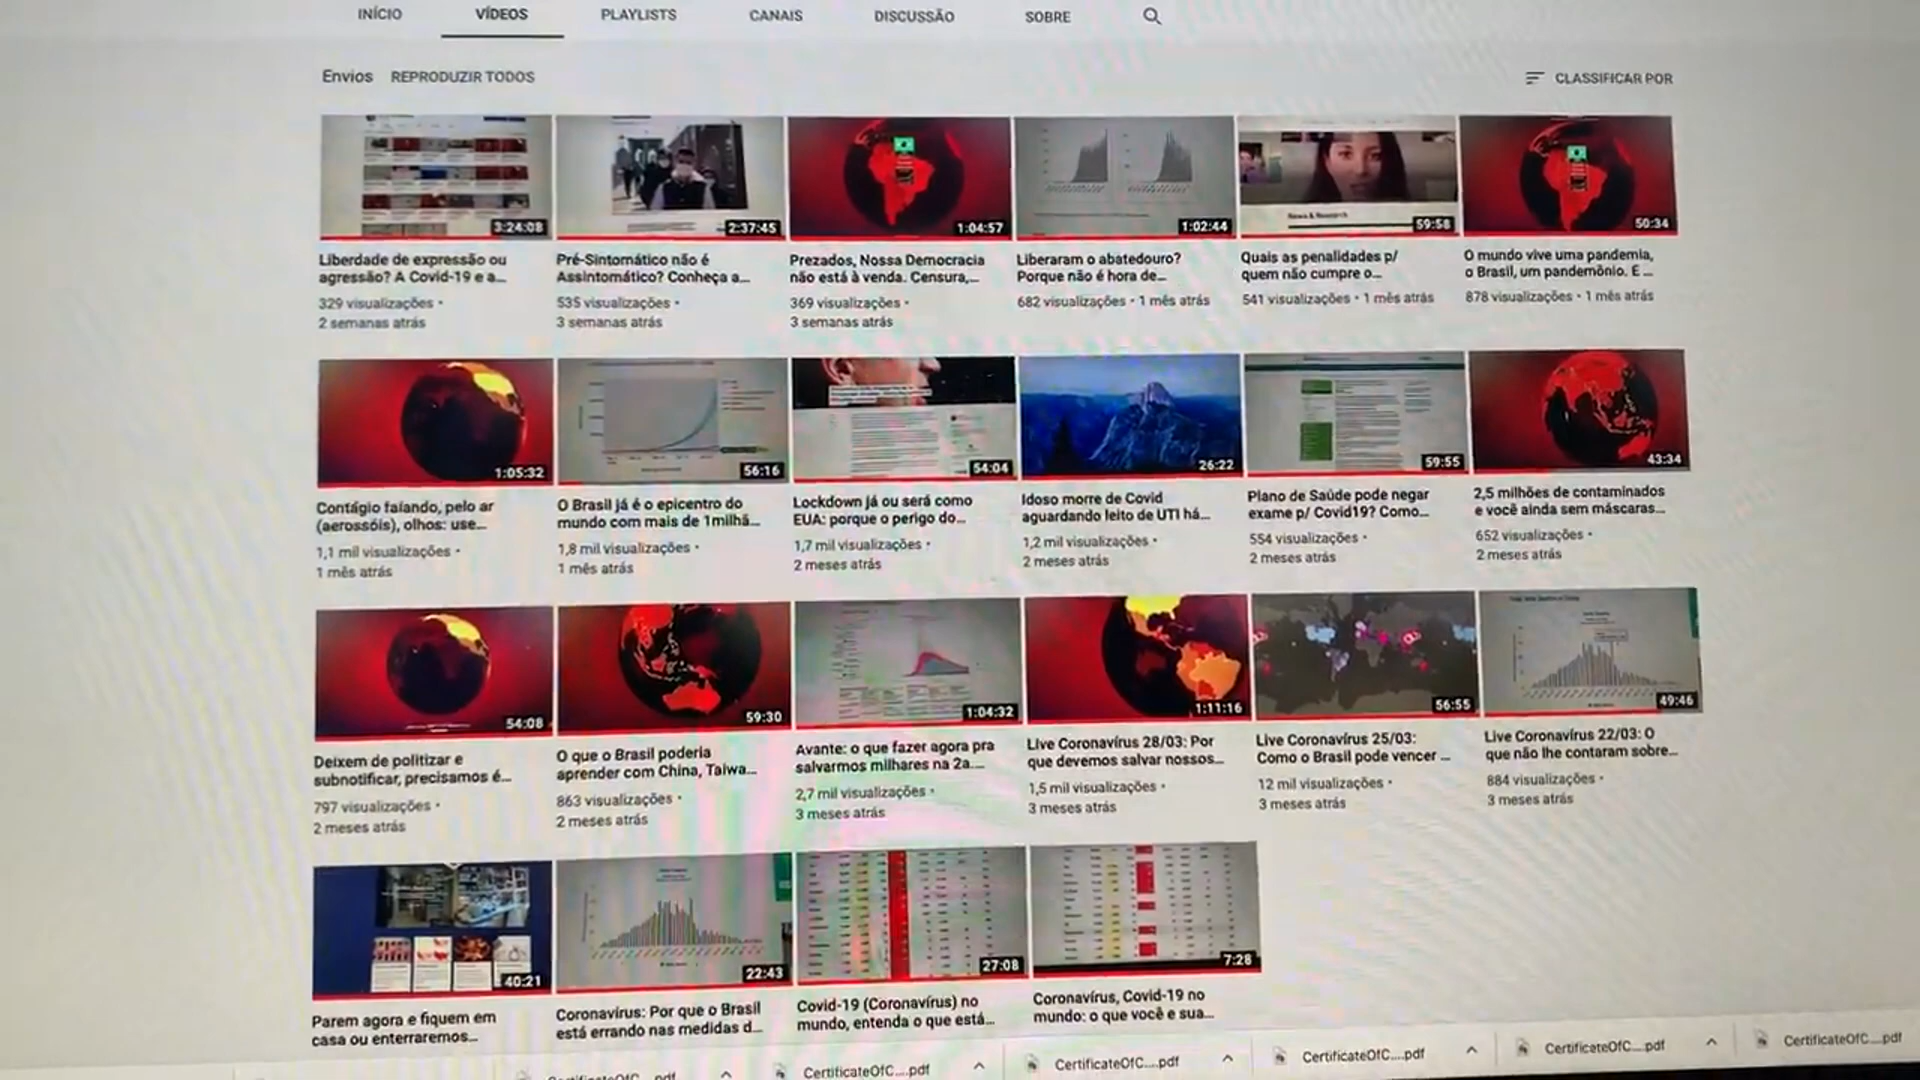 INÍCIO VÍDEOS PLAYLISTS CANAIS DISCUSSÃO SOBRE
Envios REPRODUZIR TODOS CLASSIFICAR POR
3:24:08 2:37:45 1:04:57 1:02:44 59:58 50:34
Liberdade de expressão ou
agressão? A Covid-19 e a...
329 visualizações •
2 semanas atrás
Pré-Sintomático não é
Assintomático? Conheça a...
535 visualizações •
3 semanas atrás
Prezados, Nossa Democracia
não está à venda. Censura,...
369 visualizações •
3 semanas atrás
Liberaram o abatedouro?
Porque não é hora de...
682 visualizações • 1 mês atrás
News & Research
Quais as penalidades p/
quem não cumpre o...
541 visualizações • 1 mês atrás
O mundo vive uma pandemia,
o Brasil, um pandemônio. E ...
878 visualizações • 1 mês atrás
1:05:32 56:16 54:04 26:22 59:55 43:34
Contágio falando, pelo ar
(aerossóis), olhos: use...
1,1 mil visualizações •
1 mês atrás
O Brasil já é o epicentro do
mundo com mais de 1milhã...
1,8 mil visualizações •
1 mês atrás
Lockdown já ou será como
EUA: porque o perigo do...
1,7 mil visualizações •
2 meses atrás
Idoso morre de Covid
aguardando leito de UTI há...
1,2 mil visualizações •
2 meses atrás
Plano de Saúde pode negar
exame p/ Covid19? Como...
554 visualizações •
2 meses atrás
2,5 milhões de contaminados
e você ainda sem máscaras...
652 visualizações •
2 meses atrás
54:08 59:30 1:04:32 1:11:16 56:55 49:46
Deixem de politizar e
subnotificar, precisamos é...
797 visualizações •
2 meses atrás
O que o Brasil poderia
aprender com China, Taiwa...
863 visualizações •
2 meses atrás
Avante: o que fazer agora pra
salvarmos milhares na 2a....
2,7 mil visualizações •
3 meses atrás
Live Coronavírus 28/03: Por
que devemos salvar nossos...
1,5 mil visualizações •
3 meses atrás
Live Coronavírus 25/03:
Como o Brasil pode vencer ...
12 mil visualizações •
3 meses atrás
Live Coronavírus 22/03: O
que não lhe contaram sobre...
884 visualizações •
3 meses atrás
40:21 22:43 27:08 7:28
Parem agora e fiquem em
casa ou enterraremos...
Coronavírus: Por que o Brasil
está errando nas medidas d...
Covid-19 (Coronavírus) no
mundo, entenda o que está...
Coronavírus, Covid-19 no
mundo: o que você e sua...
CertificateOfC....pdf CertificateOfC....pdf CertificateOfC....pdf CertificateOfC....pdf CertificateOfC....pdf